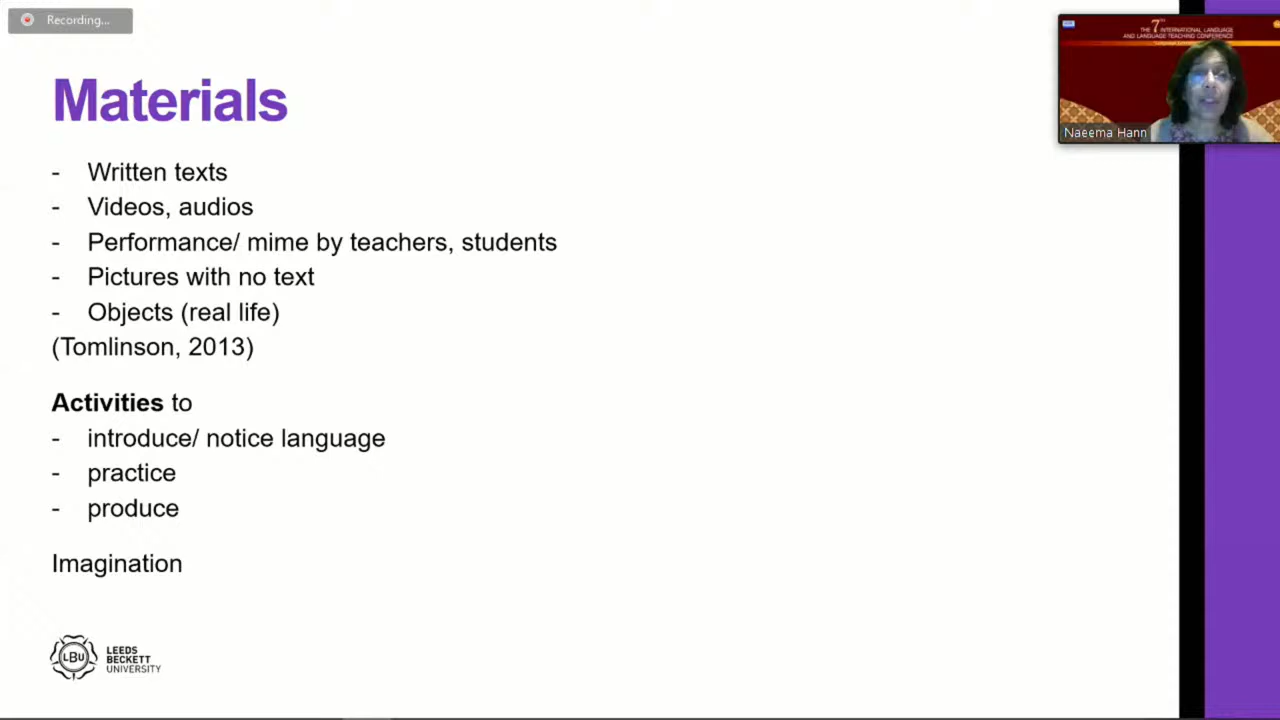 Recording...
THE 7TH INTERNATIONAL LANGUAGE
AND LANGUAGE TEACHING CONFERENCE
Naeema Hann
Materials
- Written texts
- Videos, audios
- Performance/ mime by teachers, students
- Pictures with no text
- Objects (real life)
(Tomlinson, 2013)
Activities to
- introduce/ notice language
- practice
- produce
Imagination
LBU
LEEDS
BECKETT
UNIVERSITY